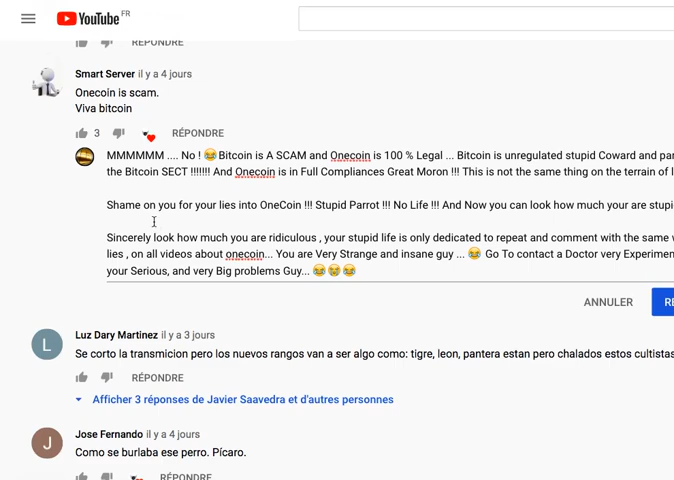 YouTube FR
RÉPONDRE
Smart Server il y a 4 jours
Onecoin is scam.
Viva bitcoin
3 RÉPONDRE
MMMMMM .... No ! 😂 Bitcoin is A SCAM and Onecoin is 100 % Legal ... Bitcoin is unregulated stupid Coward and
the Bitcoin SECT !!!!!!! And Onecoin is in Full Compliances Great Moron !!! This is not the same thing on the terrain of
Shame on you for your lies into OneCoin !!! Stupid Parrot !!! No Life !!! And Now you can look how much your are
Sincerely look how much you are ridiculous , your stupid life is only dedicated to repeat and comment with the same
lies , on all videos about onecoin... You are Very Strange and insane guy ... 😂 Go To contact a Doctor very
your Serious, and very Big problems Guy... 😂😭😂
ANNULER
Luz Dary Martinez il y a 3 jours
L
Se corto la transmicion pero los nuevos rangos van a ser algo como: tigre, leon, pantera estan pero chalados estos cultistas
RÉPONDRE
Afficher 3 réponses de Javier Saavedra et d'autres personnes
Jose Fernando il y a 4 jours
J
Como se burlaba ese perro. Pícaro.
RÉPONDRE